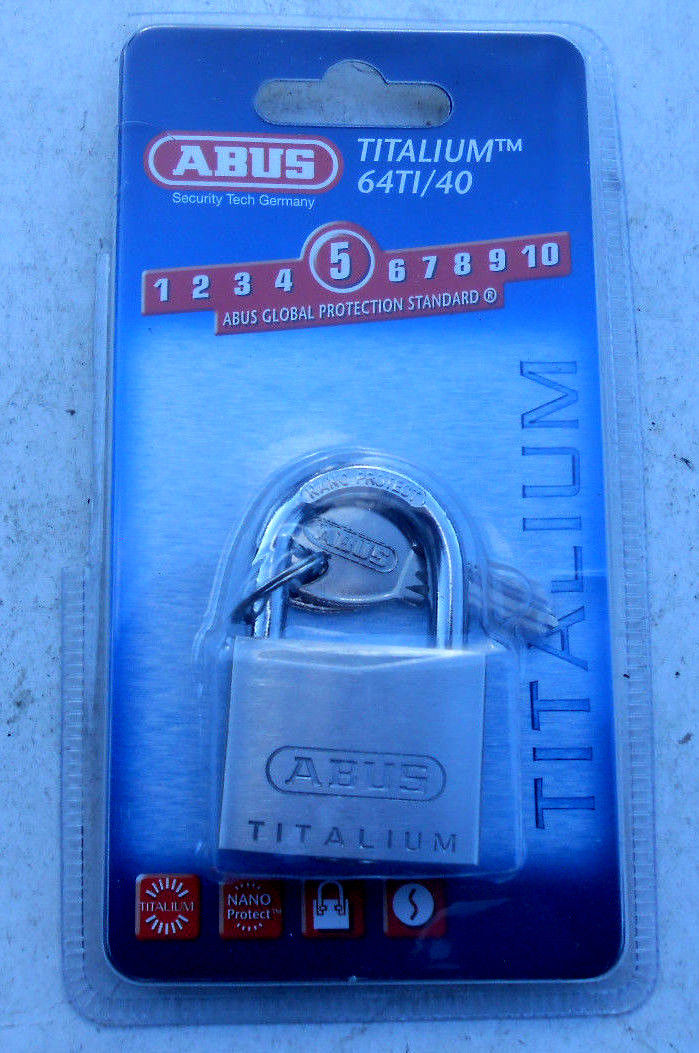 ABUS
Security Tech Germany
TITALIUM™
64TI/40
1 2 3 4 5 6 7 8 9 10
ABUS GLOBAL PROTECTION STANDARD ®
TITALIUM
NANO PROTECT
ABUS
ABUS
TITALIUM
TITALIUM
NANO
Protect™